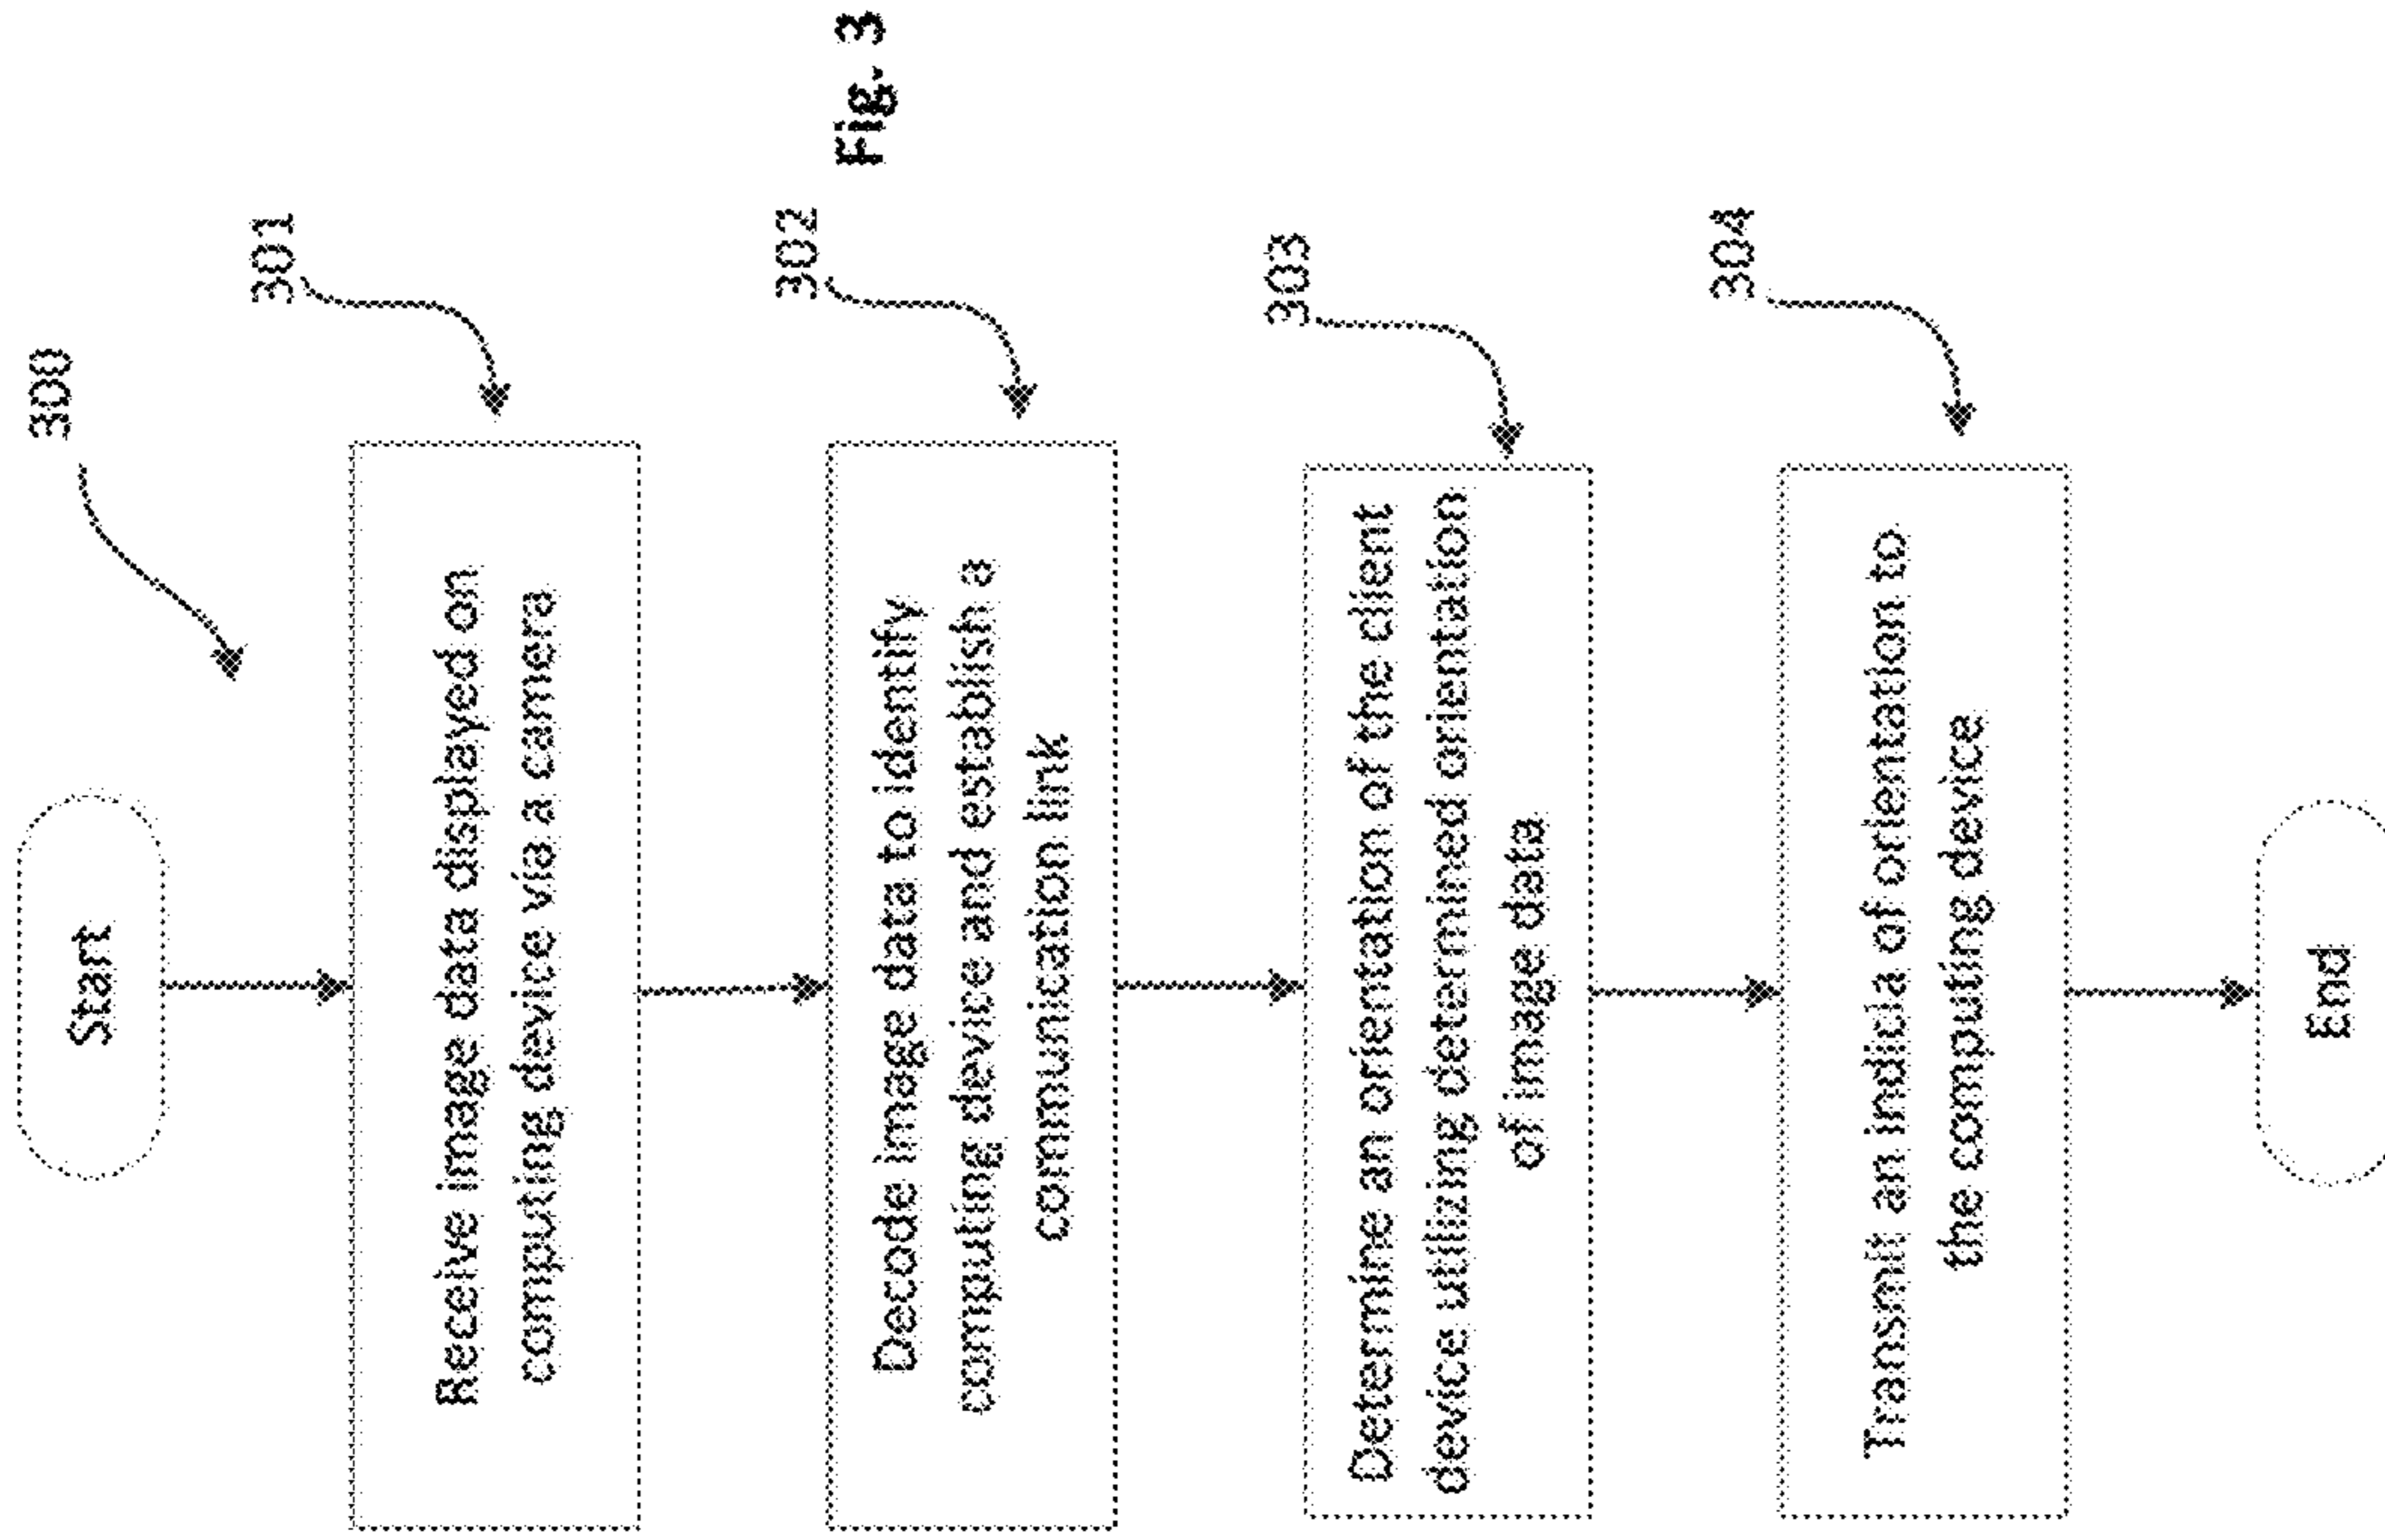 300
Start
301
Receive image data displayed on
computing device via a camera
302
Decode image data to identify
computing device and establish a
communication link
303
Determine an orientation of the client
device utilizing determined orientation
of image data
304
Transmit an indicia of orientation to
the computing device
End
Fig. 3